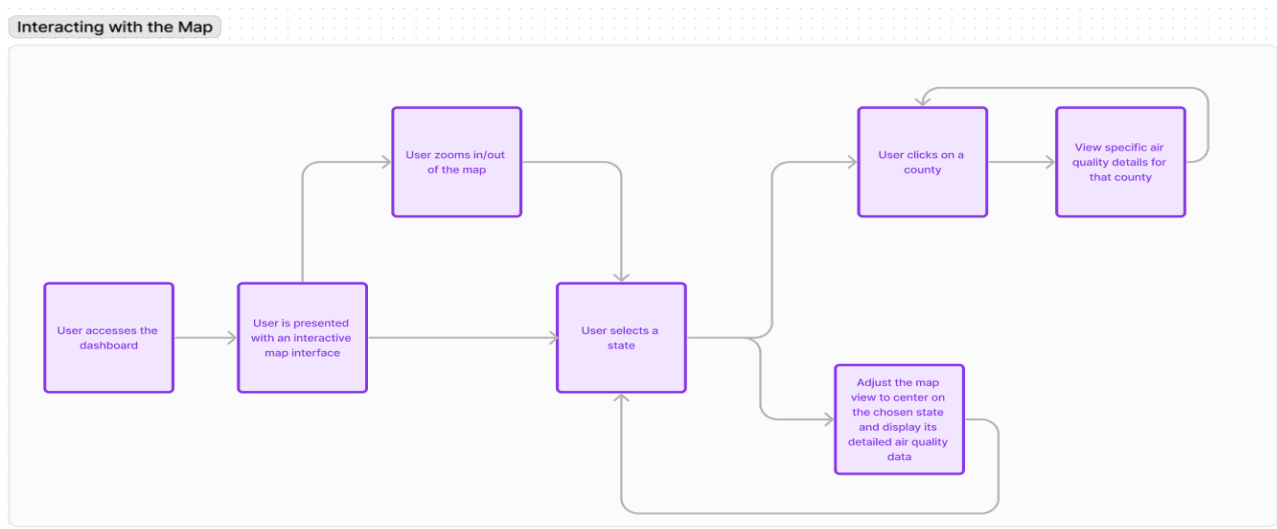 Interacting with the Map
User zooms in/out
of the map
User clicks on a
county
View specific air
quality details for
that county
User accesses the
dashboard
User is presented
with an interactive
map interface
User selects a
state
Adjust the map
view to center on
the chosen state
and display its
detailed air quality
data